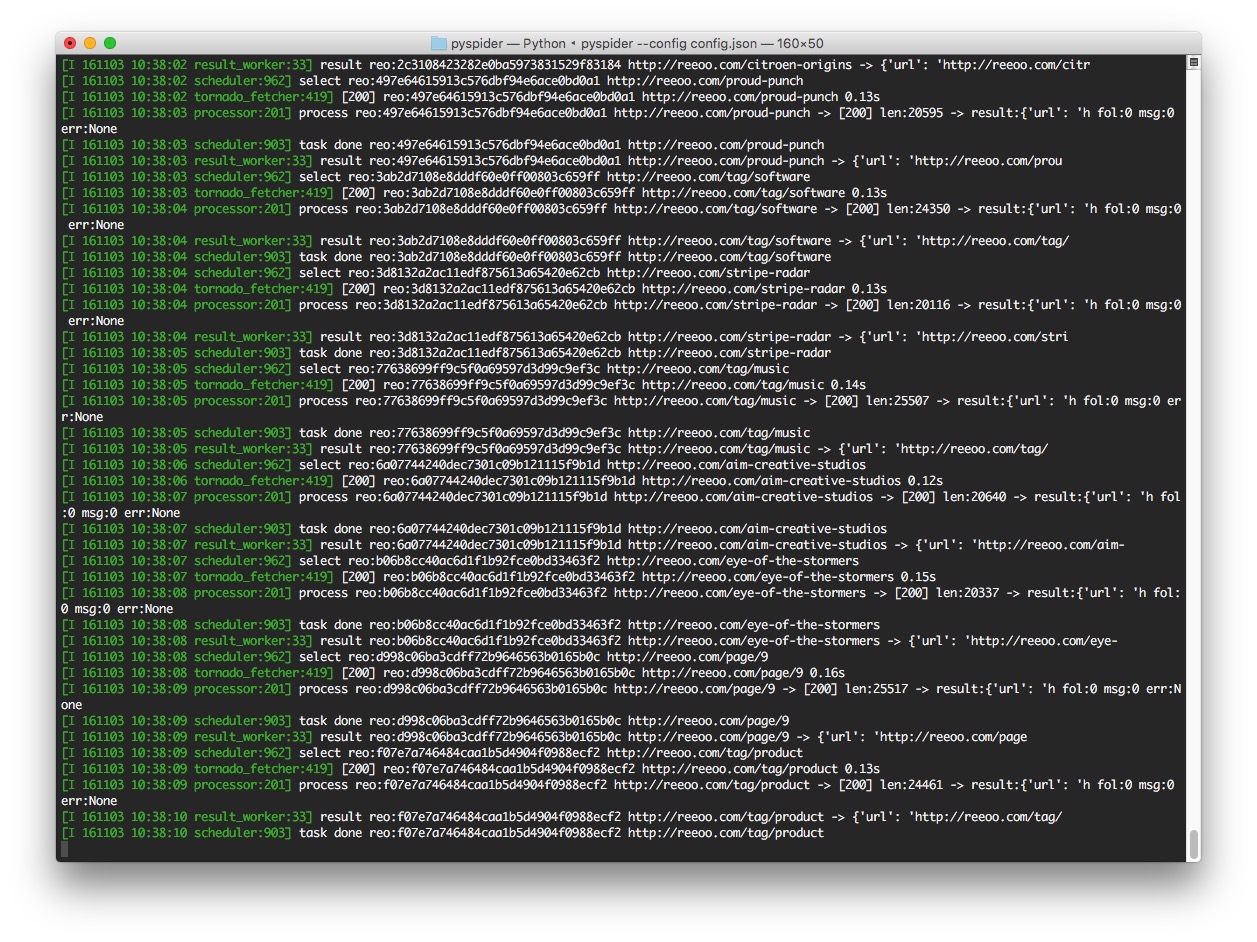 pyspider — Python ◂ pyspider --config config.json — 160×50
[I 161103 10:38:02 result_worker:33] result reo:2c3108423282e0ba5973831529f83184 http://reeoo.com/citroen-origins -> {'url': 'http://reeoo.com/citr
[I 161103 10:38:02 scheduler:962] select reo:497e64615913c576dbf94e6ace0bd0a1 http://reeoo.com/proud-punch
[I 161103 10:38:02 tornado_fetcher:419] [200] reo:497e64615913c576dbf94e6ace0bd0a1 http://reeoo.com/proud-punch 0.13s
[I 161103 10:38:03 processor:201] process reo:497e64615913c576dbf94e6ace0bd0a1 http://reeoo.com/proud-punch -> [200] len:20595 -> result:{'url': 'h fol:0 msg:0
err:None
[I 161103 10:38:03 scheduler:903] task done reo:497e64615913c576dbf94e6ace0bd0a1 http://reeoo.com/proud-punch
[I 161103 10:38:03 result_worker:33] result reo:497e64615913c576dbf94e6ace0bd0a1 http://reeoo.com/proud-punch -> {'url': 'http://reeoo.com/prou
[I 161103 10:38:03 scheduler:962] select reo:3ab2d7108e8dddf60e0ff00803c659ff http://reeoo.com/tag/software
[I 161103 10:38:03 tornado_fetcher:419] [200] reo:3ab2d7108e8dddf60e0ff00803c659ff http://reeoo.com/tag/software 0.13s
[I 161103 10:38:04 processor:201] process reo:3ab2d7108e8dddf60e0ff00803c659ff http://reeoo.com/tag/software -> [200] len:24350 -> result:{'url': 'h fol:0 msg:0
err:None
[I 161103 10:38:04 result_worker:33] result reo:3ab2d7108e8dddf60e0ff00803c659ff http://reeoo.com/tag/software -> {'url': 'http://reeoo.com/tag/
[I 161103 10:38:04 scheduler:903] task done reo:3ab2d7108e8dddf60e0ff00803c659ff http://reeoo.com/tag/software
[I 161103 10:38:04 scheduler:962] select reo:3d8132a2ac11edf875613a65420e62cb http://reeoo.com/stripe-radar
[I 161103 10:38:04 tornado_fetcher:419] [200] reo:3d8132a2ac11edf875613a65420e62cb http://reeoo.com/stripe-radar 0.13s
[I 161103 10:38:04 processor:201] process reo:3d8132a2ac11edf875613a65420e62cb http://reeoo.com/stripe-radar -> [200] len:20116 -> result:{'url': 'h fol:0 msg:0
err:None
[I 161103 10:38:04 result_worker:33] result reo:3d8132a2ac11edf875613a65420e62cb http://reeoo.com/stripe-radar -> {'url': 'http://reeoo.com/stri
[I 161103 10:38:05 scheduler:903] task done reo:3d8132a2ac11edf875613a65420e62cb http://reeoo.com/stripe-radar
[I 161103 10:38:05 scheduler:962] select reo:77638699ff9c5f0a69597d3d99c9ef3c http://reeoo.com/tag/music
[I 161103 10:38:05 tornado_fetcher:419] [200] reo:77638699ff9c5f0a69597d3d99c9ef3c http://reeoo.com/tag/music 0.14s
[I 161103 10:38:05 processor:201] process reo:77638699ff9c5f0a69597d3d99c9ef3c http://reeoo.com/tag/music -> [200] len:25507 -> result:{'url': 'h fol:0 msg:0 er
r:None
[I 161103 10:38:05 scheduler:903] task done reo:77638699ff9c5f0a69597d3d99c9ef3c http://reeoo.com/tag/music
[I 161103 10:38:05 result_worker:33] result reo:77638699ff9c5f0a69597d3d99c9ef3c http://reeoo.com/tag/music -> {'url': 'http://reeoo.com/tag/
[I 161103 10:38:06 scheduler:962] select reo:6a07744240dec7301c09b121115f9b1d http://reeoo.com/aim-creative-studios
[I 161103 10:38:06 tornado_fetcher:419] [200] reo:6a07744240dec7301c09b121115f9b1d http://reeoo.com/aim-creative-studios 0.12s
[I 161103 10:38:07 processor:201] process reo:6a07744240dec7301c09b121115f9b1d http://reeoo.com/aim-creative-studios -> [200] len:20640 -> result:{'url': 'h fol
:0 msg:0 err:None
[I 161103 10:38:07 scheduler:903] task done reo:6a07744240dec7301c09b121115f9b1d http://reeoo.com/aim-creative-studios
[I 161103 10:38:07 result_worker:33] result reo:6a07744240dec7301c09b121115f9b1d http://reeoo.com/aim-creative-studios -> {'url': 'http://reeoo.com/aim-
[I 161103 10:38:07 scheduler:962] select reo:b06b8cc40ac6d1f1b92fce0bd33463f2 http://reeoo.com/eye-of-the-stormers
[I 161103 10:38:07 tornado_fetcher:419] [200] reo:b06b8cc40ac6d1f1b92fce0bd33463f2 http://reeoo.com/eye-of-the-stormers 0.15s
[I 161103 10:38:08 processor:201] process reo:b06b8cc40ac6d1f1b92fce0bd33463f2 http://reeoo.com/eye-of-the-stormers -> [200] len:20337 -> result:{'url': 'h fol:
0 msg:0 err:None
[I 161103 10:38:08 scheduler:903] task done reo:b06b8cc40ac6d1f1b92fce0bd33463f2 http://reeoo.com/eye-of-the-stormers
[I 161103 10:38:08 result_worker:33] result reo:b06b8cc40ac6d1f1b92fce0bd33463f2 http://reeoo.com/eye-of-the-stormers -> {'url': 'http://reeoo.com/eye-
[I 161103 10:38:08 scheduler:962] select reo:d998c06ba3cdff72b9646563b0165b0c http://reeoo.com/page/9
[I 161103 10:38:08 tornado_fetcher:419] [200] reo:d998c06ba3cdff72b9646563b0165b0c http://reeoo.com/page/9 0.16s
[I 161103 10:38:09 processor:201] process reo:d998c06ba3cdff72b9646563b0165b0c http://reeoo.com/page/9 -> [200] len:25517 -> result:{'url': 'h fol:0 msg:0 err:N
one
[I 161103 10:38:09 scheduler:903] task done reo:d998c06ba3cdff72b9646563b0165b0c http://reeoo.com/page/9
[I 161103 10:38:09 result_worker:33] result reo:d998c06ba3cdff72b9646563b0165b0c http://reeoo.com/page/9 -> {'url': 'http://reeoo.com/page
[I 161103 10:38:09 scheduler:962] select reo:f07e7a746484caa1b5d4904f0988ecf2 http://reeoo.com/tag/product
[I 161103 10:38:09 tornado_fetcher:419] [200] reo:f07e7a746484caa1b5d4904f0988ecf2 http://reeoo.com/tag/product 0.13s
[I 161103 10:38:09 processor:201] process reo:f07e7a746484caa1b5d4904f0988ecf2 http://reeoo.com/tag/product -> [200] len:24461 -> result:{'url': 'h fol:0 msg:0
err:None
[I 161103 10:38:10 result_worker:33] result reo:f07e7a746484caa1b5d4904f0988ecf2 http://reeoo.com/tag/product -> {'url': 'http://reeoo.com/tag/
[I 161103 10:38:10 scheduler:903] task done reo:f07e7a746484caa1b5d4904f0988ecf2 http://reeoo.com/tag/product